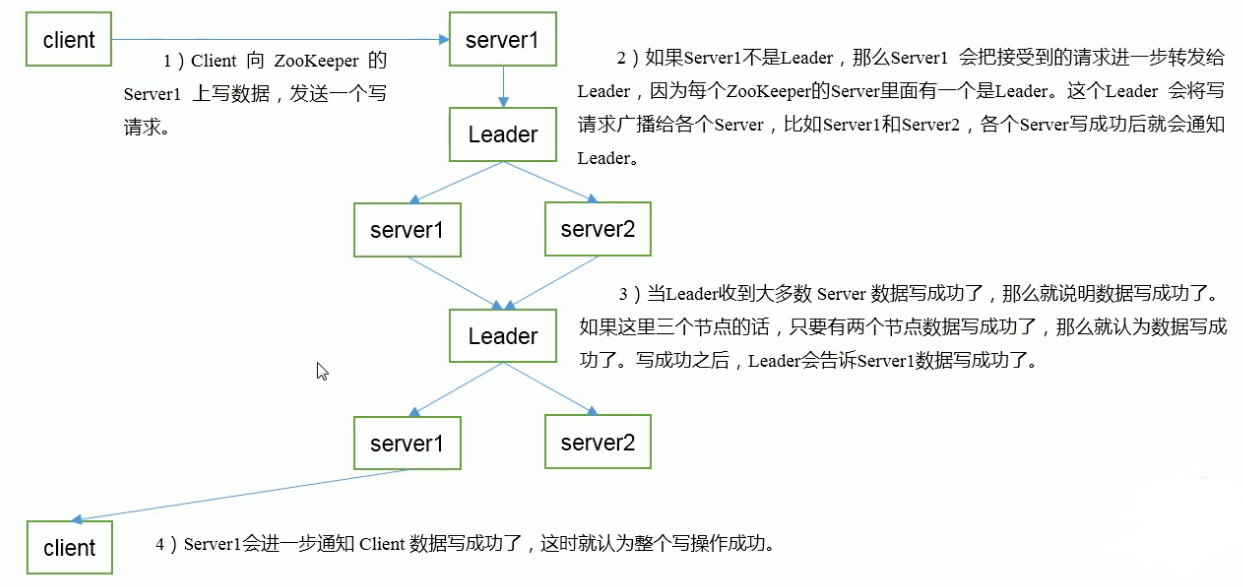 client
server1
1）Client 向 ZooKeeper 的
Server1 上写数据，发送一个写
请求。
2）如果Server1不是Leader，那么Server1 会把接受到的请求进一步转发给
Leader，因为每个ZooKeeper的Server里面有一个是Leader。这个Leader 会将写
请求广播给各个Server，比如Server1和Server2，各个Server写成功后就会通知
Leader。
Leader
server1
server2
3）当Leader收到大多数 Server 数据写成功了，那么就说明数据写成功了。
如果这里三个节点的话，只要有两个节点数据写成功了，那么就认为数据写成
功了。写成功之后，Leader会告诉Server1数据写成功了。
Leader
server1
server2
client
4）Server1会进一步通知 Client 数据写成功了，这时就认为整个写操作成功。